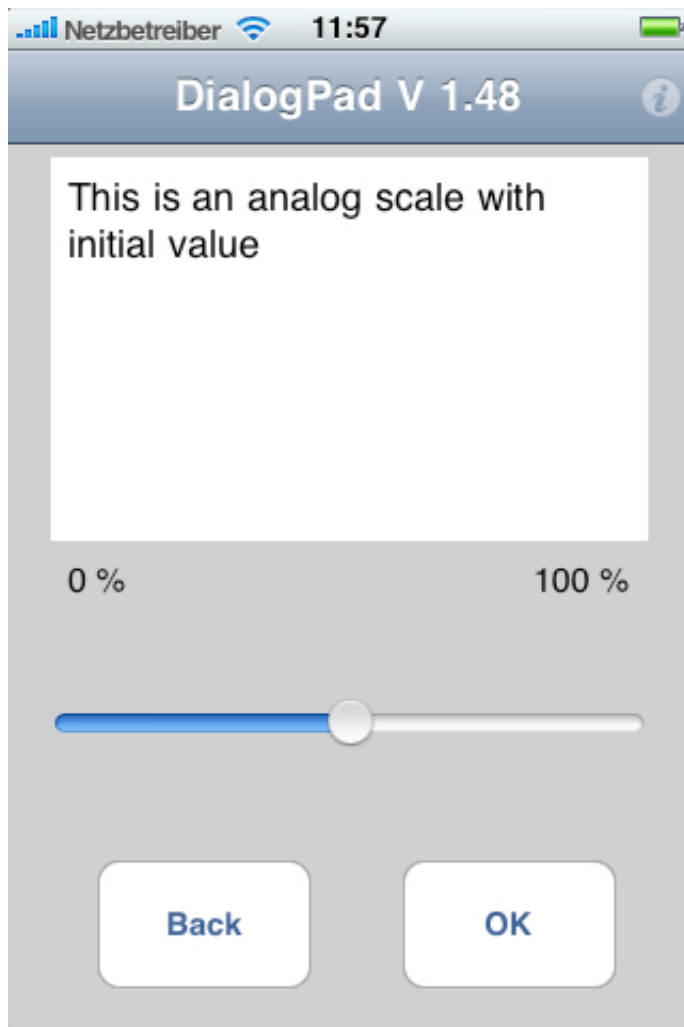 Netzbetreiber 11:57
DialogPad V 1.48
This is an analog scale with
initial value
0 % 100 %
Back OK